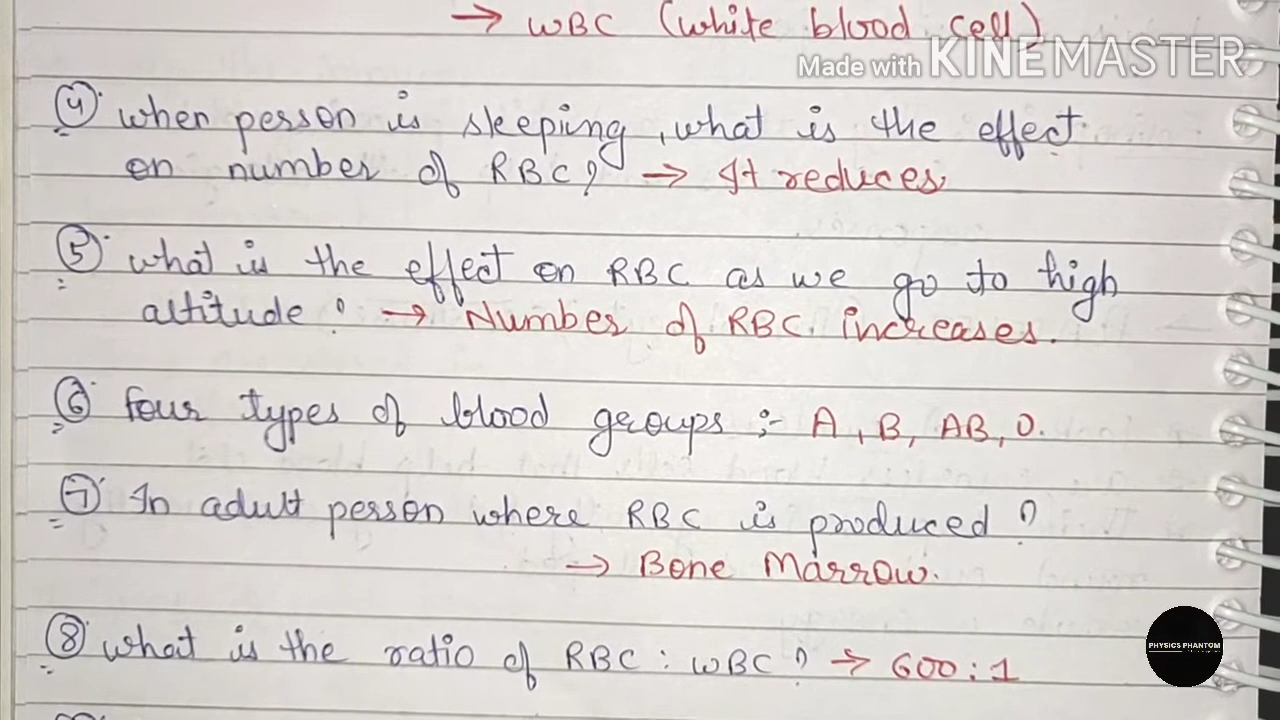 → WBC (white blood cell)
Made with KINEMASTER
④ when person is sleeping, what is the effect
on number of RBC? → It reduces.
⑤ what is the effect on RBC as we go to high
altitude? → Number of RBC increases.
⑥ four types of blood groups :- A, B, AB, O.
⑦ In adult person where RBC is produced?
→ Bone Marrow.
⑧ what is the ratio of RBC : WBC? → 600:1
PHYSICS PHANTOM